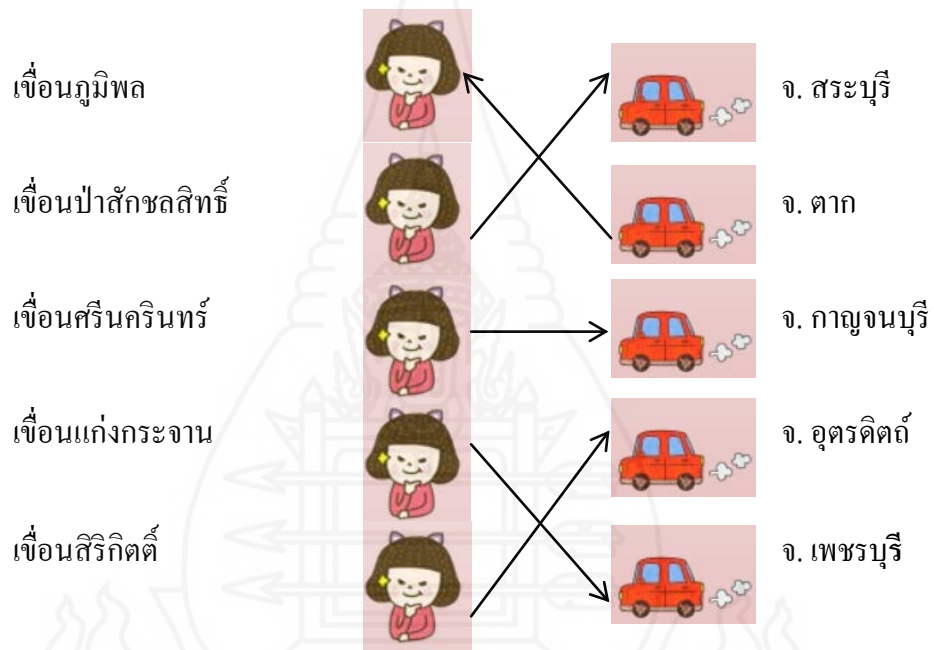 เขื่อนภูมิพล จ. สระบุรี
เขื่อนป่าสักชลสิทธิ์ จ. ตาก
เขื่อนศรีนครินทร์ จ. กาญจนบุรี
เขื่อนแก่งกระจาน จ. อุตรดิตถ์
เขื่อนสิริกิตติ์ จ. เพชรบุรี